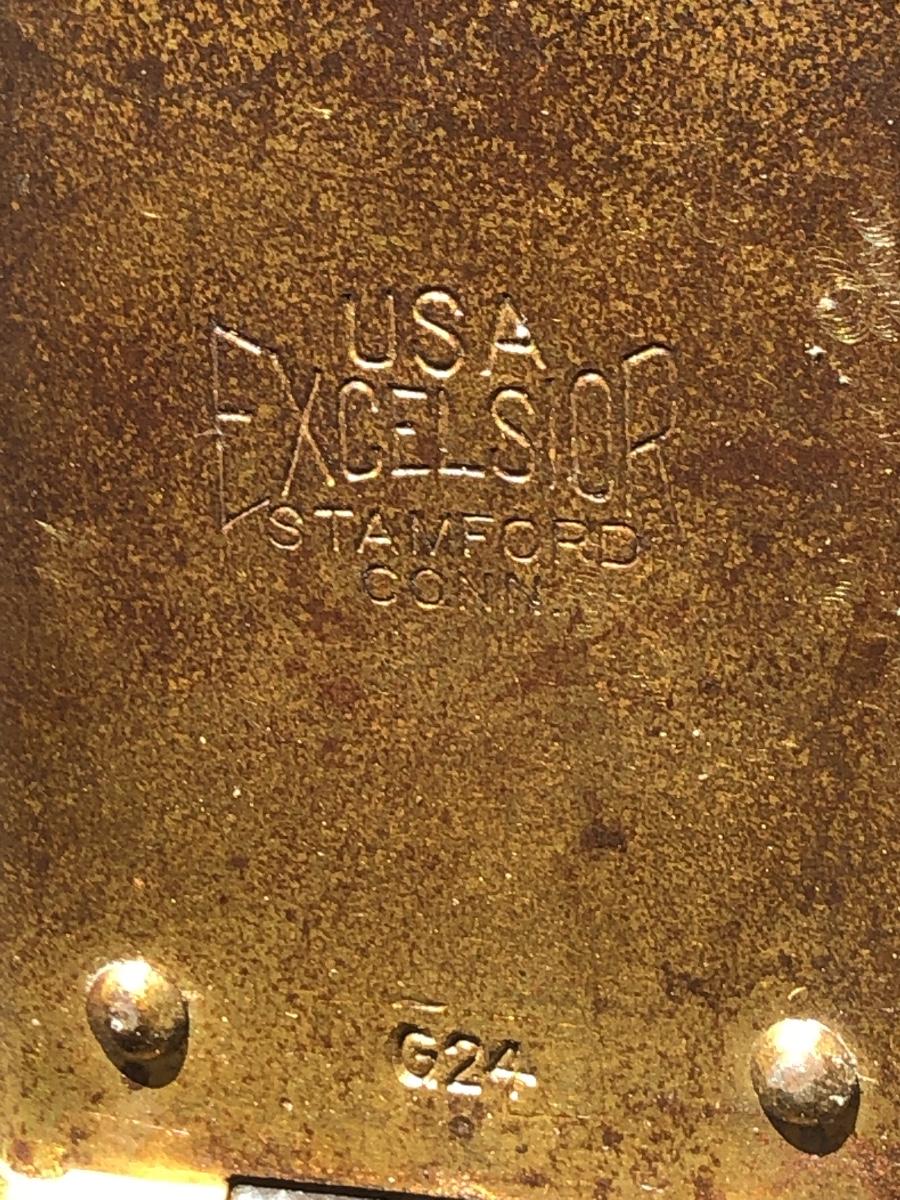 USA
EXCELSIOR
STAMFORD
CONN.
G24